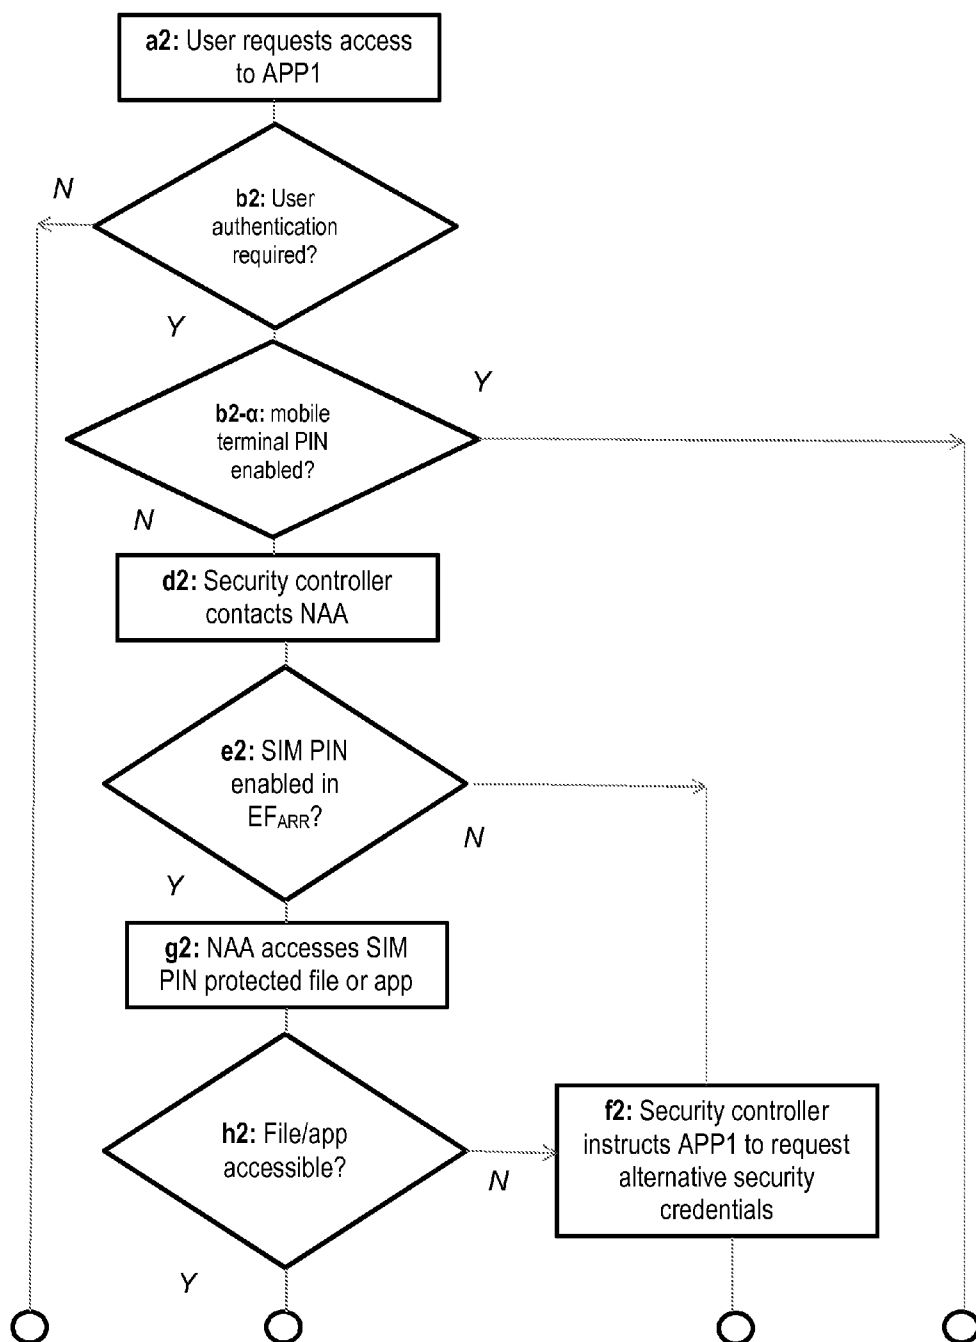 a2: User requests access
to APP1
N
b2: User
authentication
required?
Y
Y
b2-α: mobile
terminal PIN
enabled?
N
d2: Security controller
contacts NAA
e2: SIM PIN
enabled in
EFARR?
N
Y
g2: NAA accesses SIM
PIN protected file or app
f2: Security controller
instructs APP1 to request
alternative security
credentials
h2: File/app
accessible?
N
Y